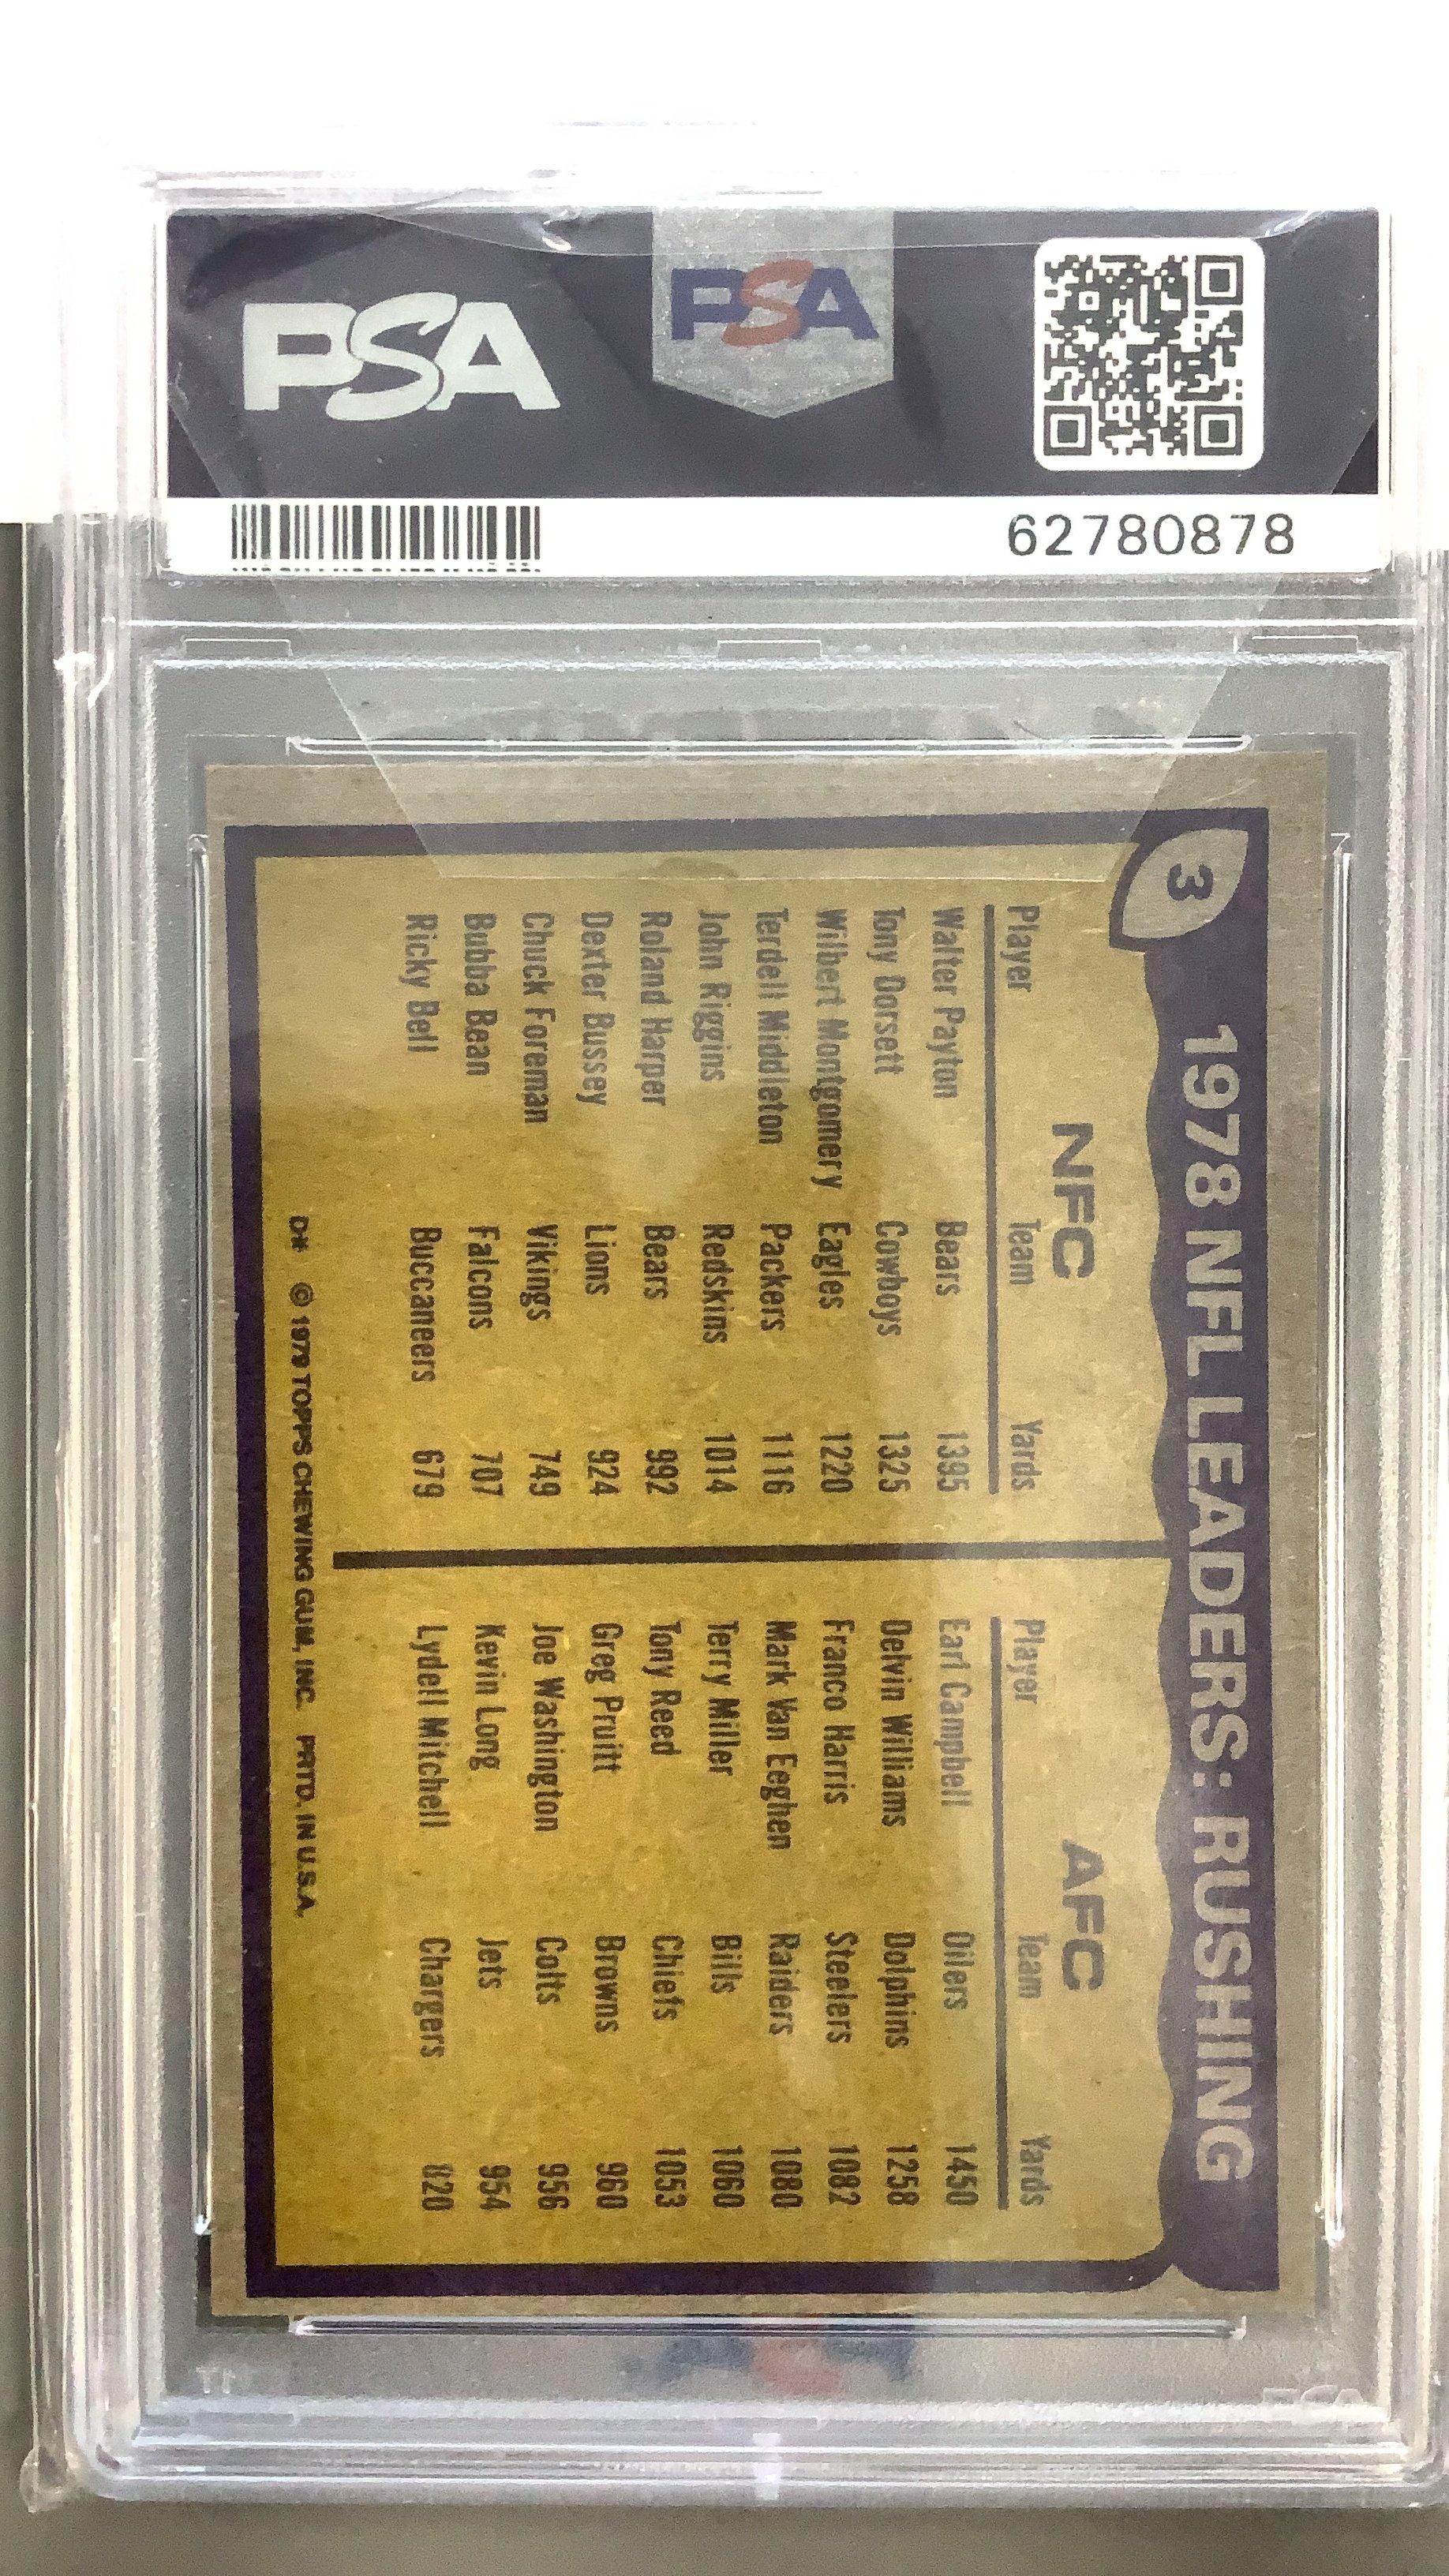 PSA
PSA
62780878
3
1978 NFL LEADERS: RUSHING
NFC
Player Team Yards
Walter Payton Bears 1395
Tony Dorsett Cowboys 1325
Wilbert Montgomery Eagles 1220
Terdell Middleton Packers 1116
John Riggins Redskins 1014
Roland Harper Bears 992
Dexter Bussey Lions 924
Chuck Foreman Vikings 749
Bubba Bean Falcons 707
Ricky Bell Buccaneers 679
AFC
Player Team Yards
Earl Campbell Oilers 1450
Delvin Williams Dolphins 1258
Franco Harris Steelers 1082
Mark Van Eeghen Raiders 1080
Terry Miller Bills 1060
Tony Reed Chiefs 1053
Greg Pruitt Browns 960
Joe Washington Colts 956
Kevin Long Jets 954
Lydell Mitchell Chargers 820
D* © 1979 TOPPS CHEWING GUM, INC. PRTD. IN U.S.A.
PSA